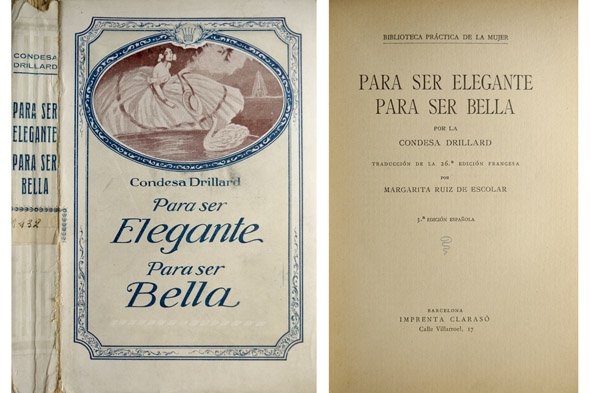 CONDESA
DRILLARD
PARA SER
ELEGANTE
PARA SER
BELLA
Condesa Drillard
Para ser
Elegante
Para ser
Bella
BIBLIOTECA PRÁCTICA DE LA MUJER
PARA SER ELEGANTE
PARA SER BELLA
POR LA
CONDESA DRILLARD
TRADUCCIÓN DE LA 26.ª EDICIÓN FRANCESA
POR
MARGARITA RUIZ DE ESCOLAR
3.ª EDICIÓN ESPAÑOLA
BARCELONA
IMPRENTA CLARASÓ
Calle Villarroel, 17